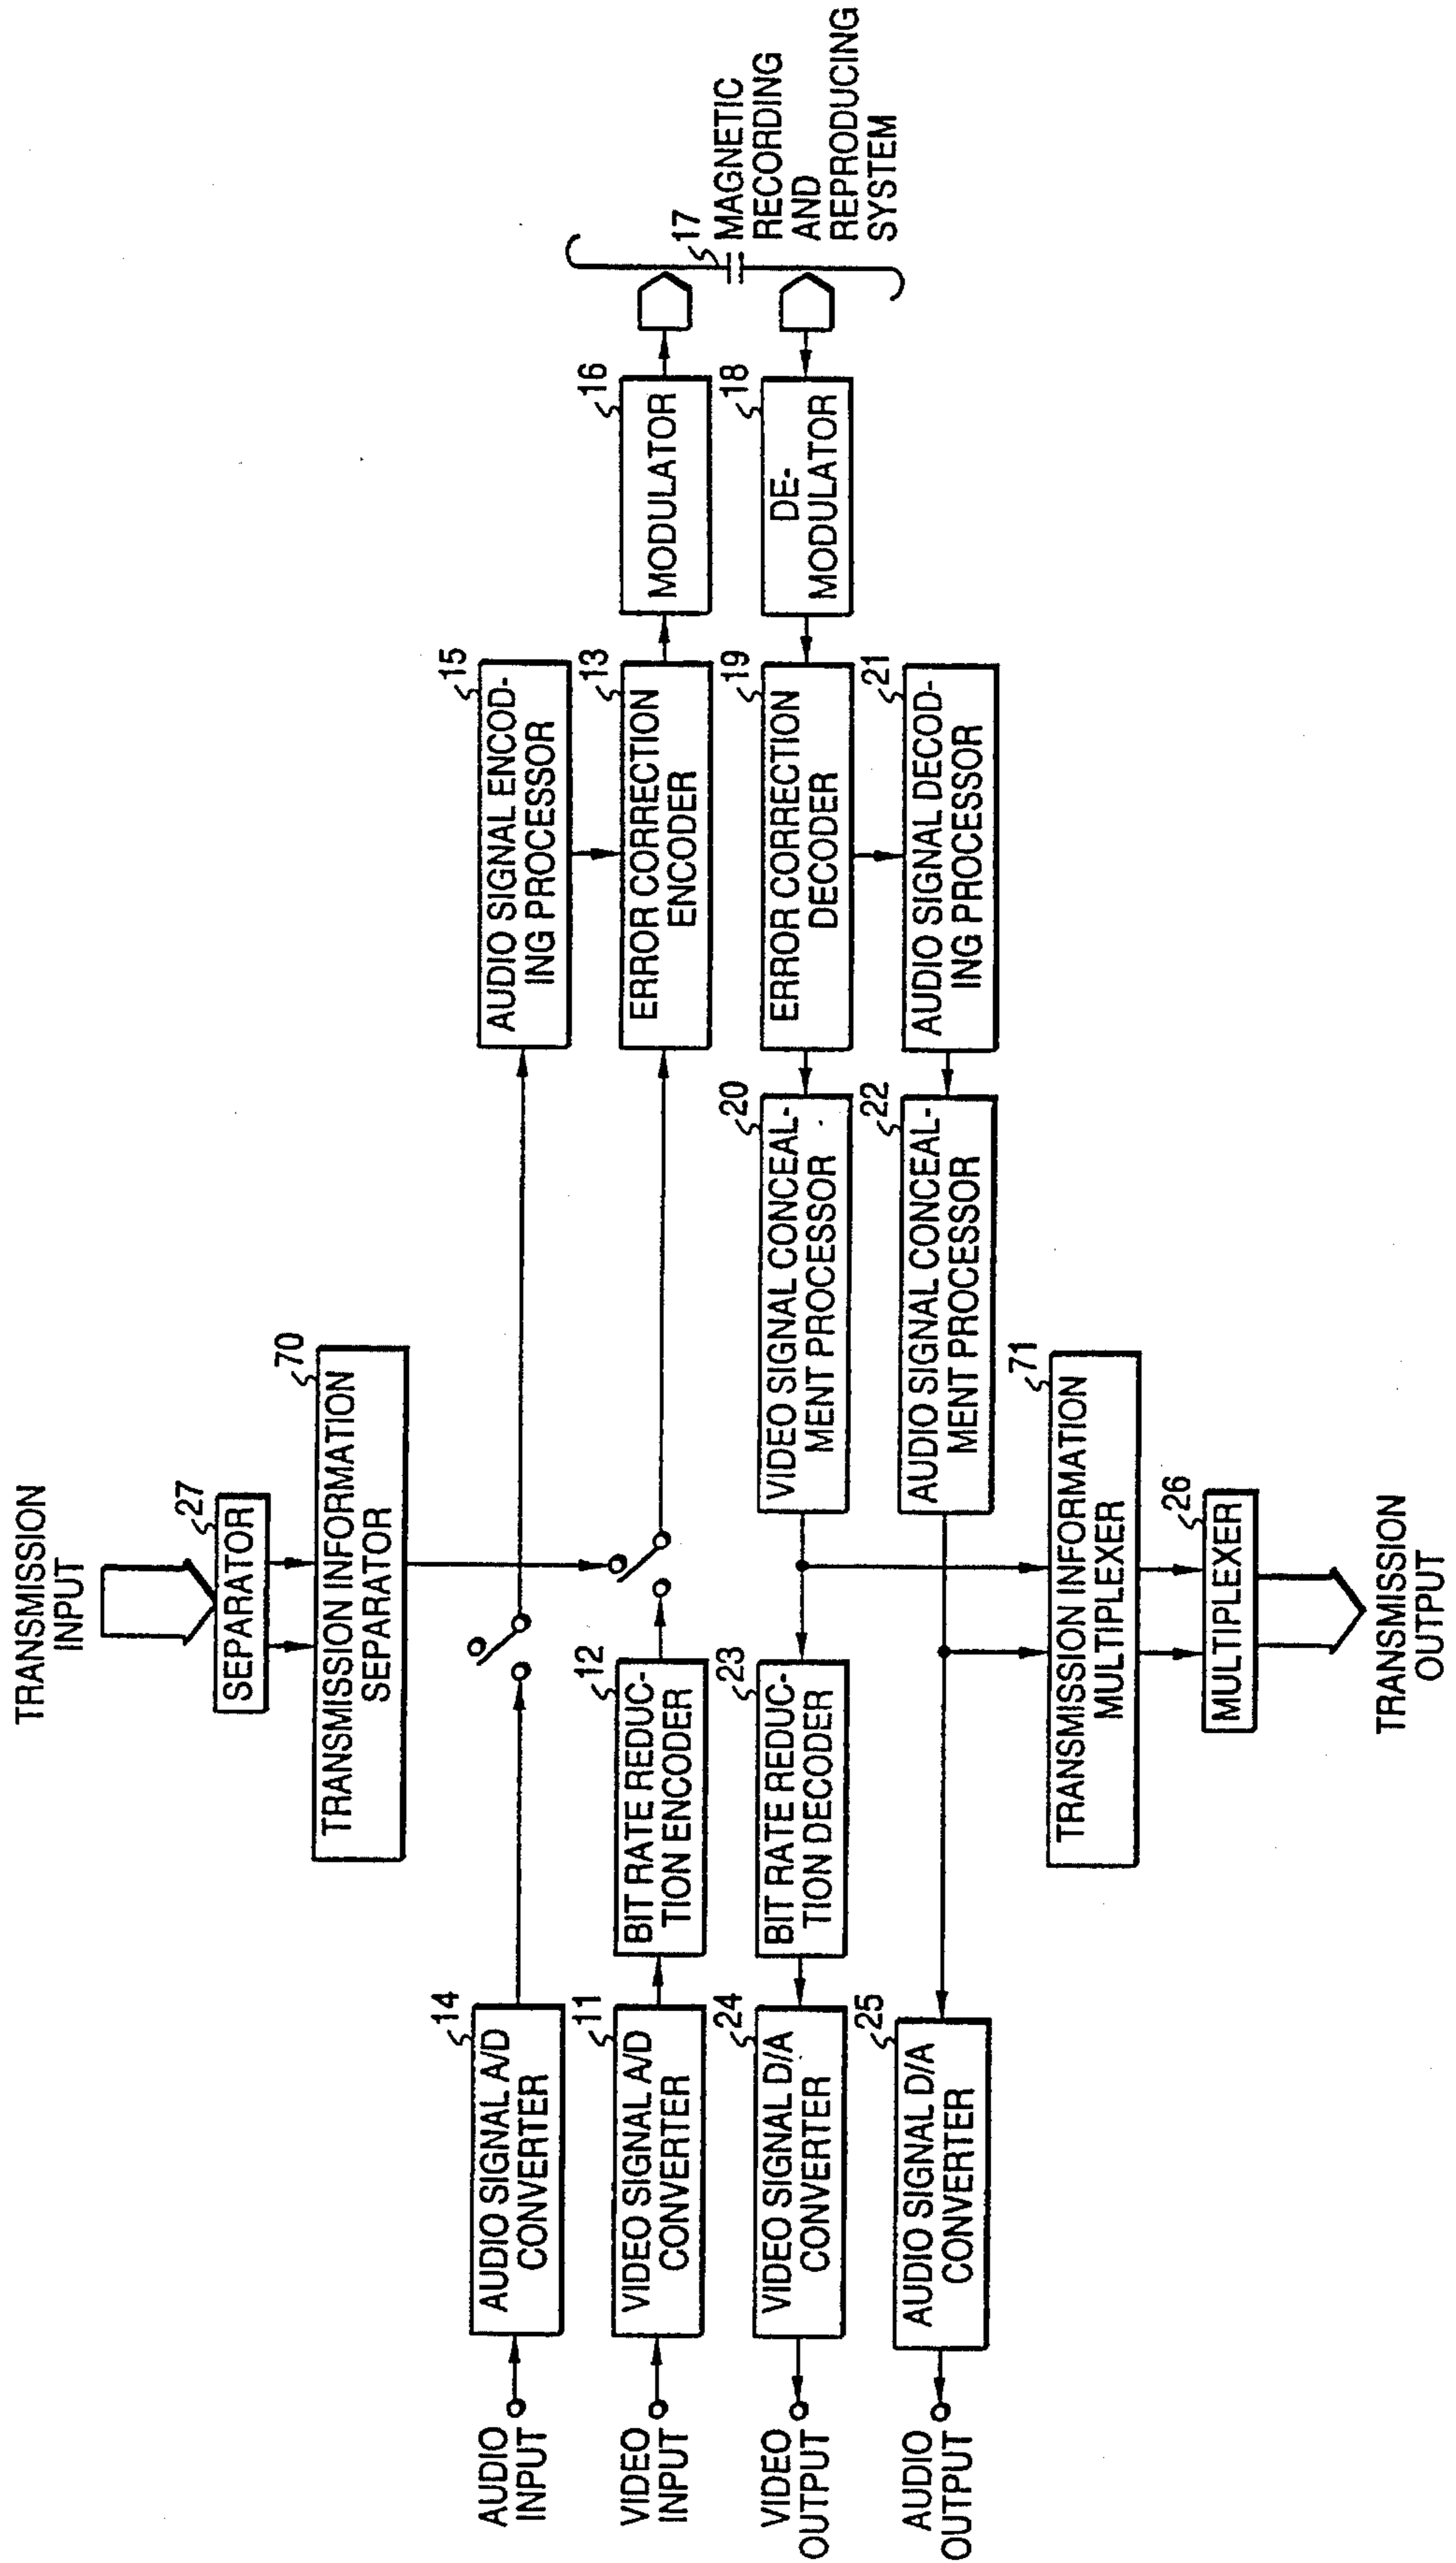 TRANSMISSION
INPUT
27
SEPARATOR
70
TRANSMISSION INFORMATION
SEPARATOR
AUDIO
INPUT
14
AUDIO SIGNAL A/D
CONVERTER
15
AUDIO SIGNAL ENCOD-
ING PROCESSOR
VIDEO
INPUT
11
VIDEO SIGNAL A/D
CONVERTER
12
BIT RATE REDUC-
TION ENCODER
13
ERROR CORRECTION
ENCODER
16
MODULATOR
17
MAGNETIC
RECORDING
AND
REPRODUCING
SYSTEM
VIDEO
OUTPUT
24
VIDEO SIGNAL D/A
CONVERTER
23
BIT RATE REDUC-
TION DECODER
20
VIDEO SIGNAL CONCEAL-
MENT PROCESSOR
19
ERROR CORRECTION
DECODER
18
DE-
MODULATOR
AUDIO
OUTPUT
25
AUDIO SIGNAL D/A
CONVERTER
22
AUDIO SIGNAL CONCEAL-
MENT PROCESSOR
21
AUDIO SIGNAL DECOD-
ING PROCESSOR
71
TRANSMISSION INFORMATION
MULTIPLEXER
26
MULTIPLEXER
TRANSMISSION
OUTPUT